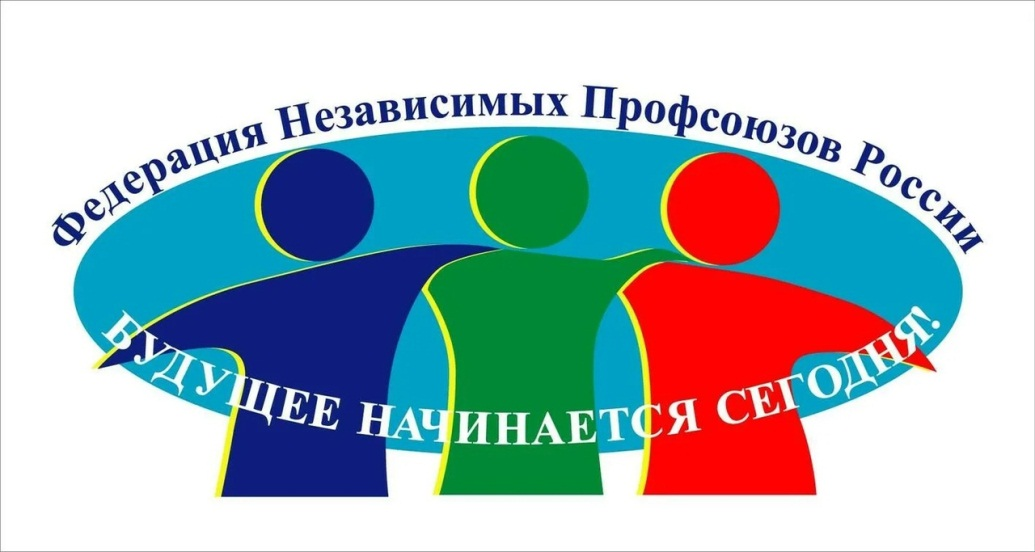 Федерация Независимых Профсоюзов России
БУДУЩЕЕ НАЧИНАЕТСЯ СЕГОДНЯ!